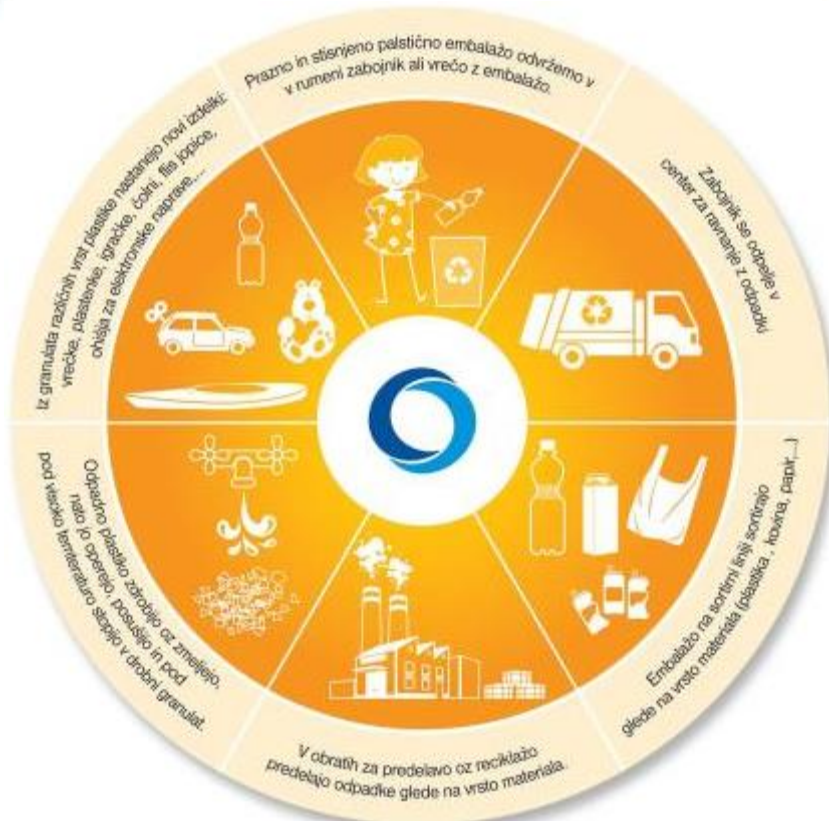 Prazno in stisnjeno palstično embalažo odvržemo v
v rumeni zabojnik ali vrečo z embalažo.
Zabojnik se odpelje v
center za ravnanje z odpadki
Embalažo na sortirni liniji sortirajo
glede na vrsto materiala (plastika , kovina, papir,...)
V obratih za predelavo oz reciklažo
predelajo odpadke glede na vrsto materiala.
Odpadno plastiko zdrobijo oz zmeljejo,
nato jo operejo, posušijo in pod
pod visoko temteraturo stopijo v drobni granulat.
Iz granulata različnih vrst plastike nastanejo novi izdelki:
vrečke, plastenke, igračke, čolni, flis jopice,
ohišja za elektronske naprave,...